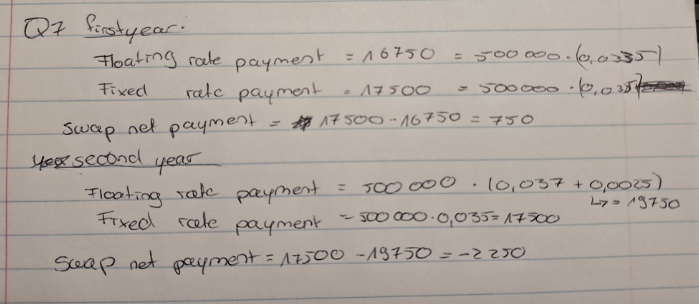 Q7 first year.
Floating rate payment = 16750 = 500 000 · (0,0335)
Fixed rate payment = 17500 = 500000 · (0,035)
Swap net payment = 17500 - 16750 = 750
second year
Floating rate payment = 500 000 · (0,037 + 0,0025)
↳ = 19750
Fixed rate payment = 500 000 · 0,035 = 17500
Swap net payment = 17500 - 19750 = -2250